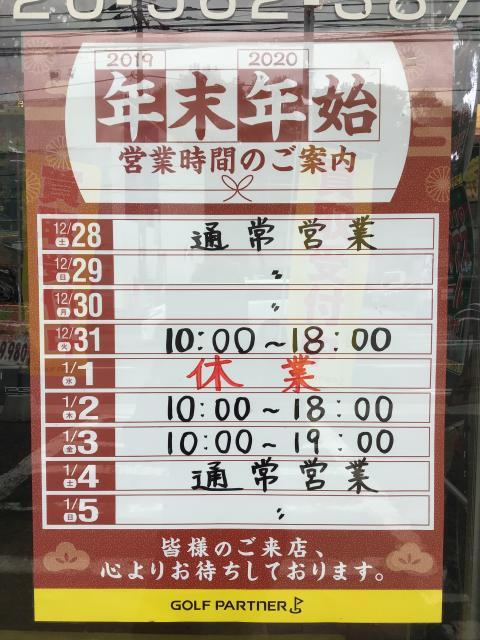 2019 2020
年末年始
営業時間のご案内
12/28 土 通常営業
12/29 日 〃
12/30 月 〃
12/31 火 10:00～18:00
1/1 水 休業
1/2 木 10:00～18:00
1/3 金 10:00～19:00
1/4 土 通常営業
1/5 日 〃
皆様のご来店、
心よりお待ちしております。
GOLF PARTNER